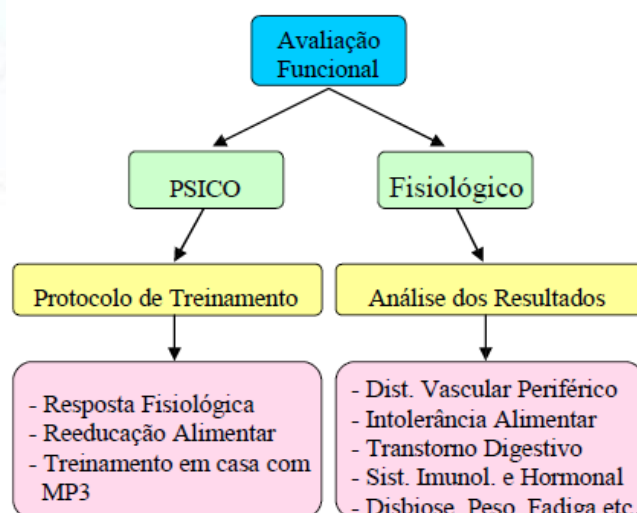 Avaliação
Funcional
PSICO
Fisiológico
Protocolo de Treinamento
Análise dos Resultados
- Resposta Fisiológica
- Reeducação Alimentar
- Treinamento em casa com
MP3
- Dist. Vascular Periférico
- Intolerância Alimentar
- Transtorno Digestivo
- Sist. Imunol. e Hormonal
- Disbiose, Peso, Fadiga etc